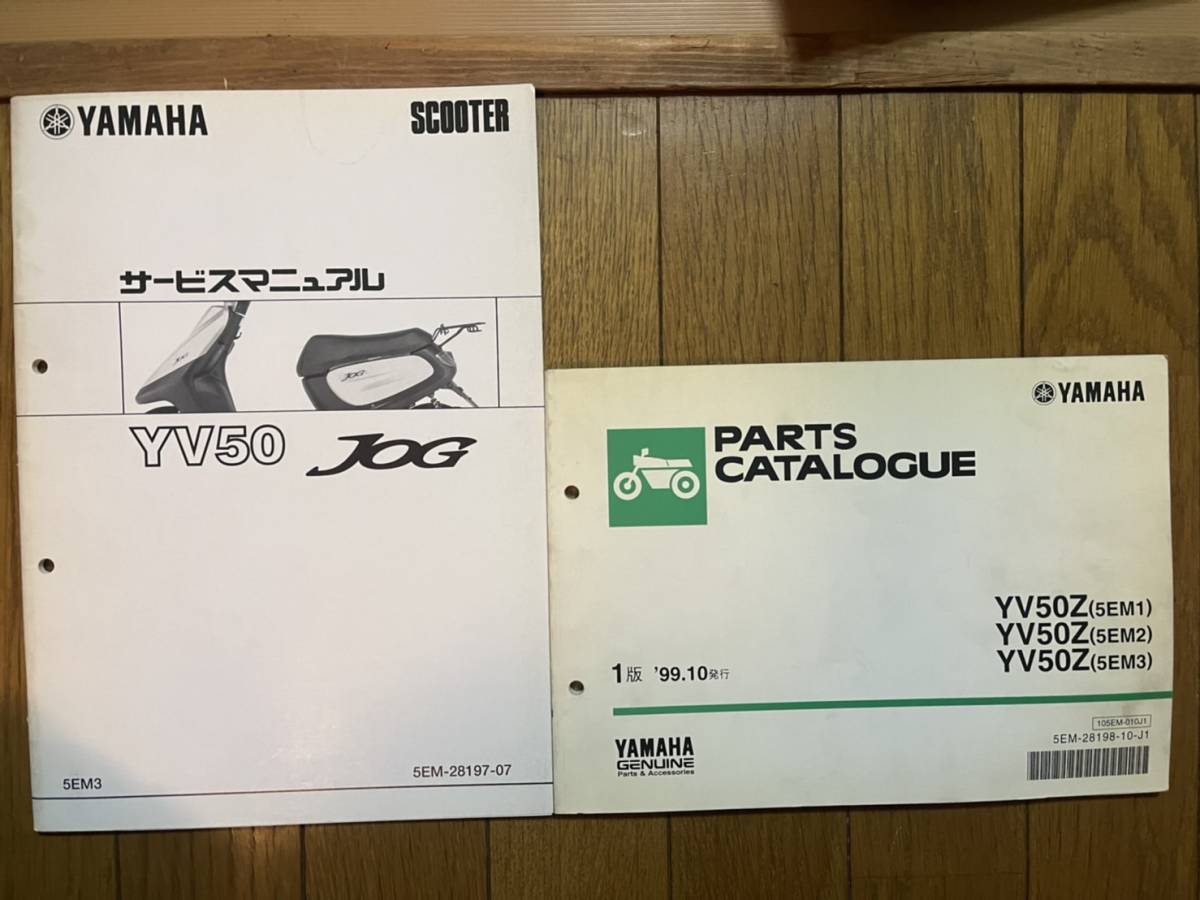 YAMAHA
SCOOTER
サービスマニュアル
JOG
JOG
YV50 JOG
5EM3
5EM-28197-07
YAMAHA
PARTS
CATALOGUE
YV50Z(5EM1)
YV50Z(5EM2)
YV50Z(5EM3)
1版 '99.10発行
105EM-010J1
5EM-28198-10-J1
YAMAHA
GENUINE
Parts & Accessories